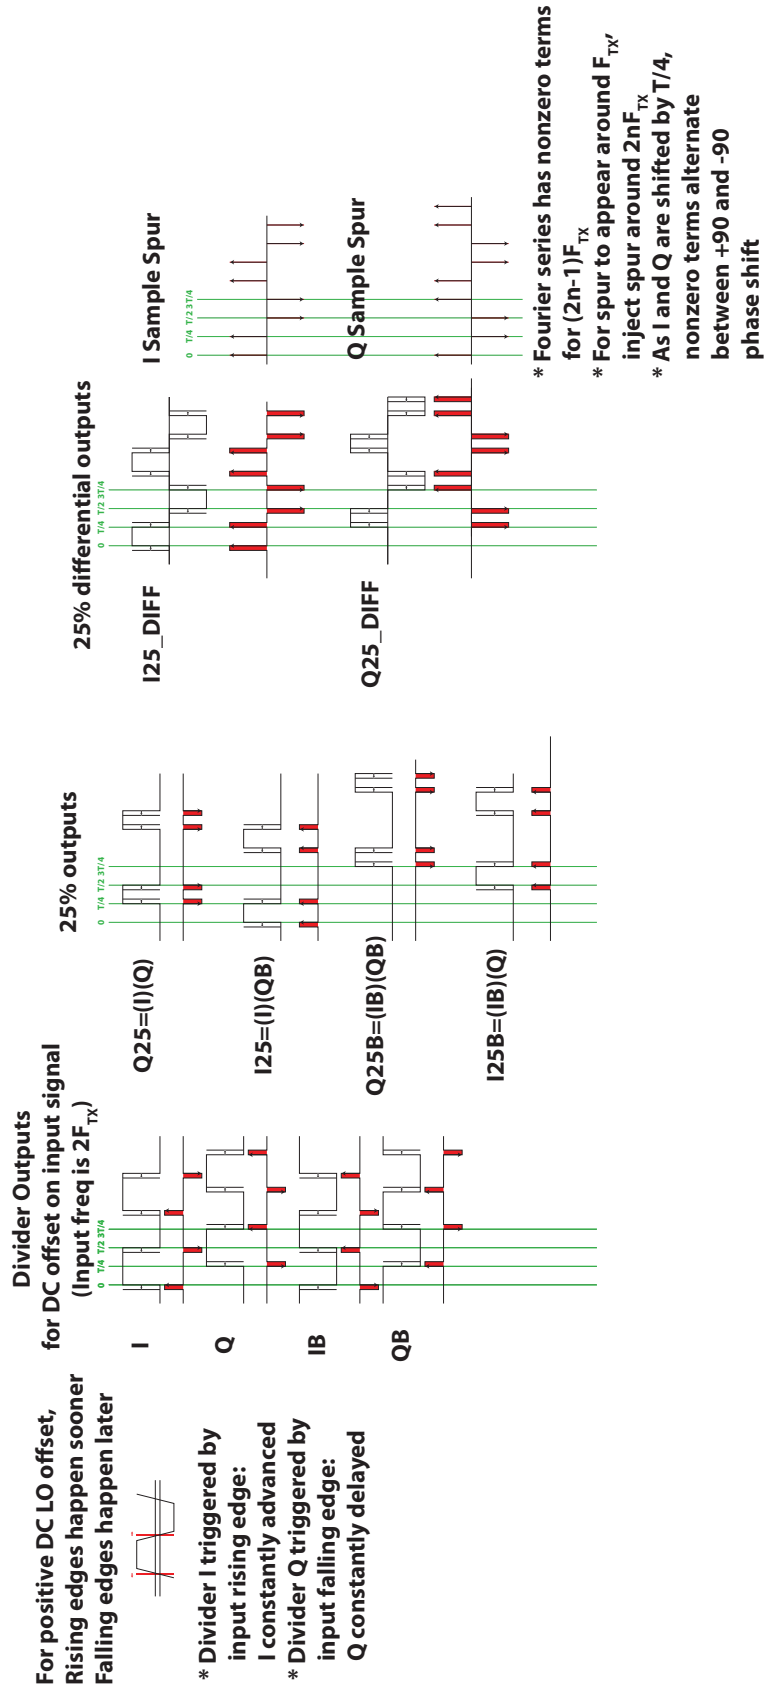 For positive DC LO offset,
Rising edges happen sooner
Falling edges happen later
* Divider I triggered by
input rising edge:
I constantly advanced
* Divider Q triggered by
input falling edge:
Q constantly delayed
Divider Outputs
for DC offset on input signal
(Input freq is 2F_TX)
0 T/4 T/2 3T/4
I
Q
IB
QB
25% outputs
0 T/4 T/2 3T/4
Q25=(I)(Q)
I25=(I)(QB)
Q25B=(IB)(QB)
I25B=(IB)(Q)
25% differential outputs
0 T/4 T/2 3T/4
I25_DIFF
Q25_DIFF
I Sample Spur
0 T/4 T/2 3T/4
Q Sample Spur
* Fourier series has nonzero terms
for (2n-1)F_TX
* For spur to appear around F_TX,
inject spur around 2nF_TX
* As I and Q are shifted by T/4,
nonzero terms alternate
between +90 and -90
phase shift